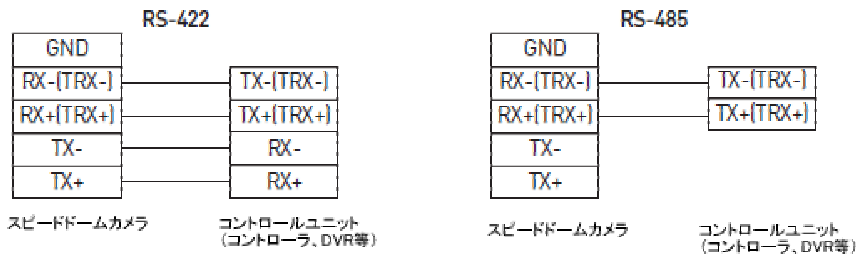 RS-422
GND
RX-(TRX-)
TX-(TRX-)
RX+(TRX+)
TX+(TRX+)
TX-
RX-
TX+
RX+
スピードドームカメラ
コントロールユニット
(コントローラ、DVR等)
RS-485
GND
RX-(TRX-)
TX-(TRX-)
RX+(TRX+)
TX+(TRX+)
TX-
TX+
スピードドームカメラ
コントロールユニット
(コントローラ、DVR等)